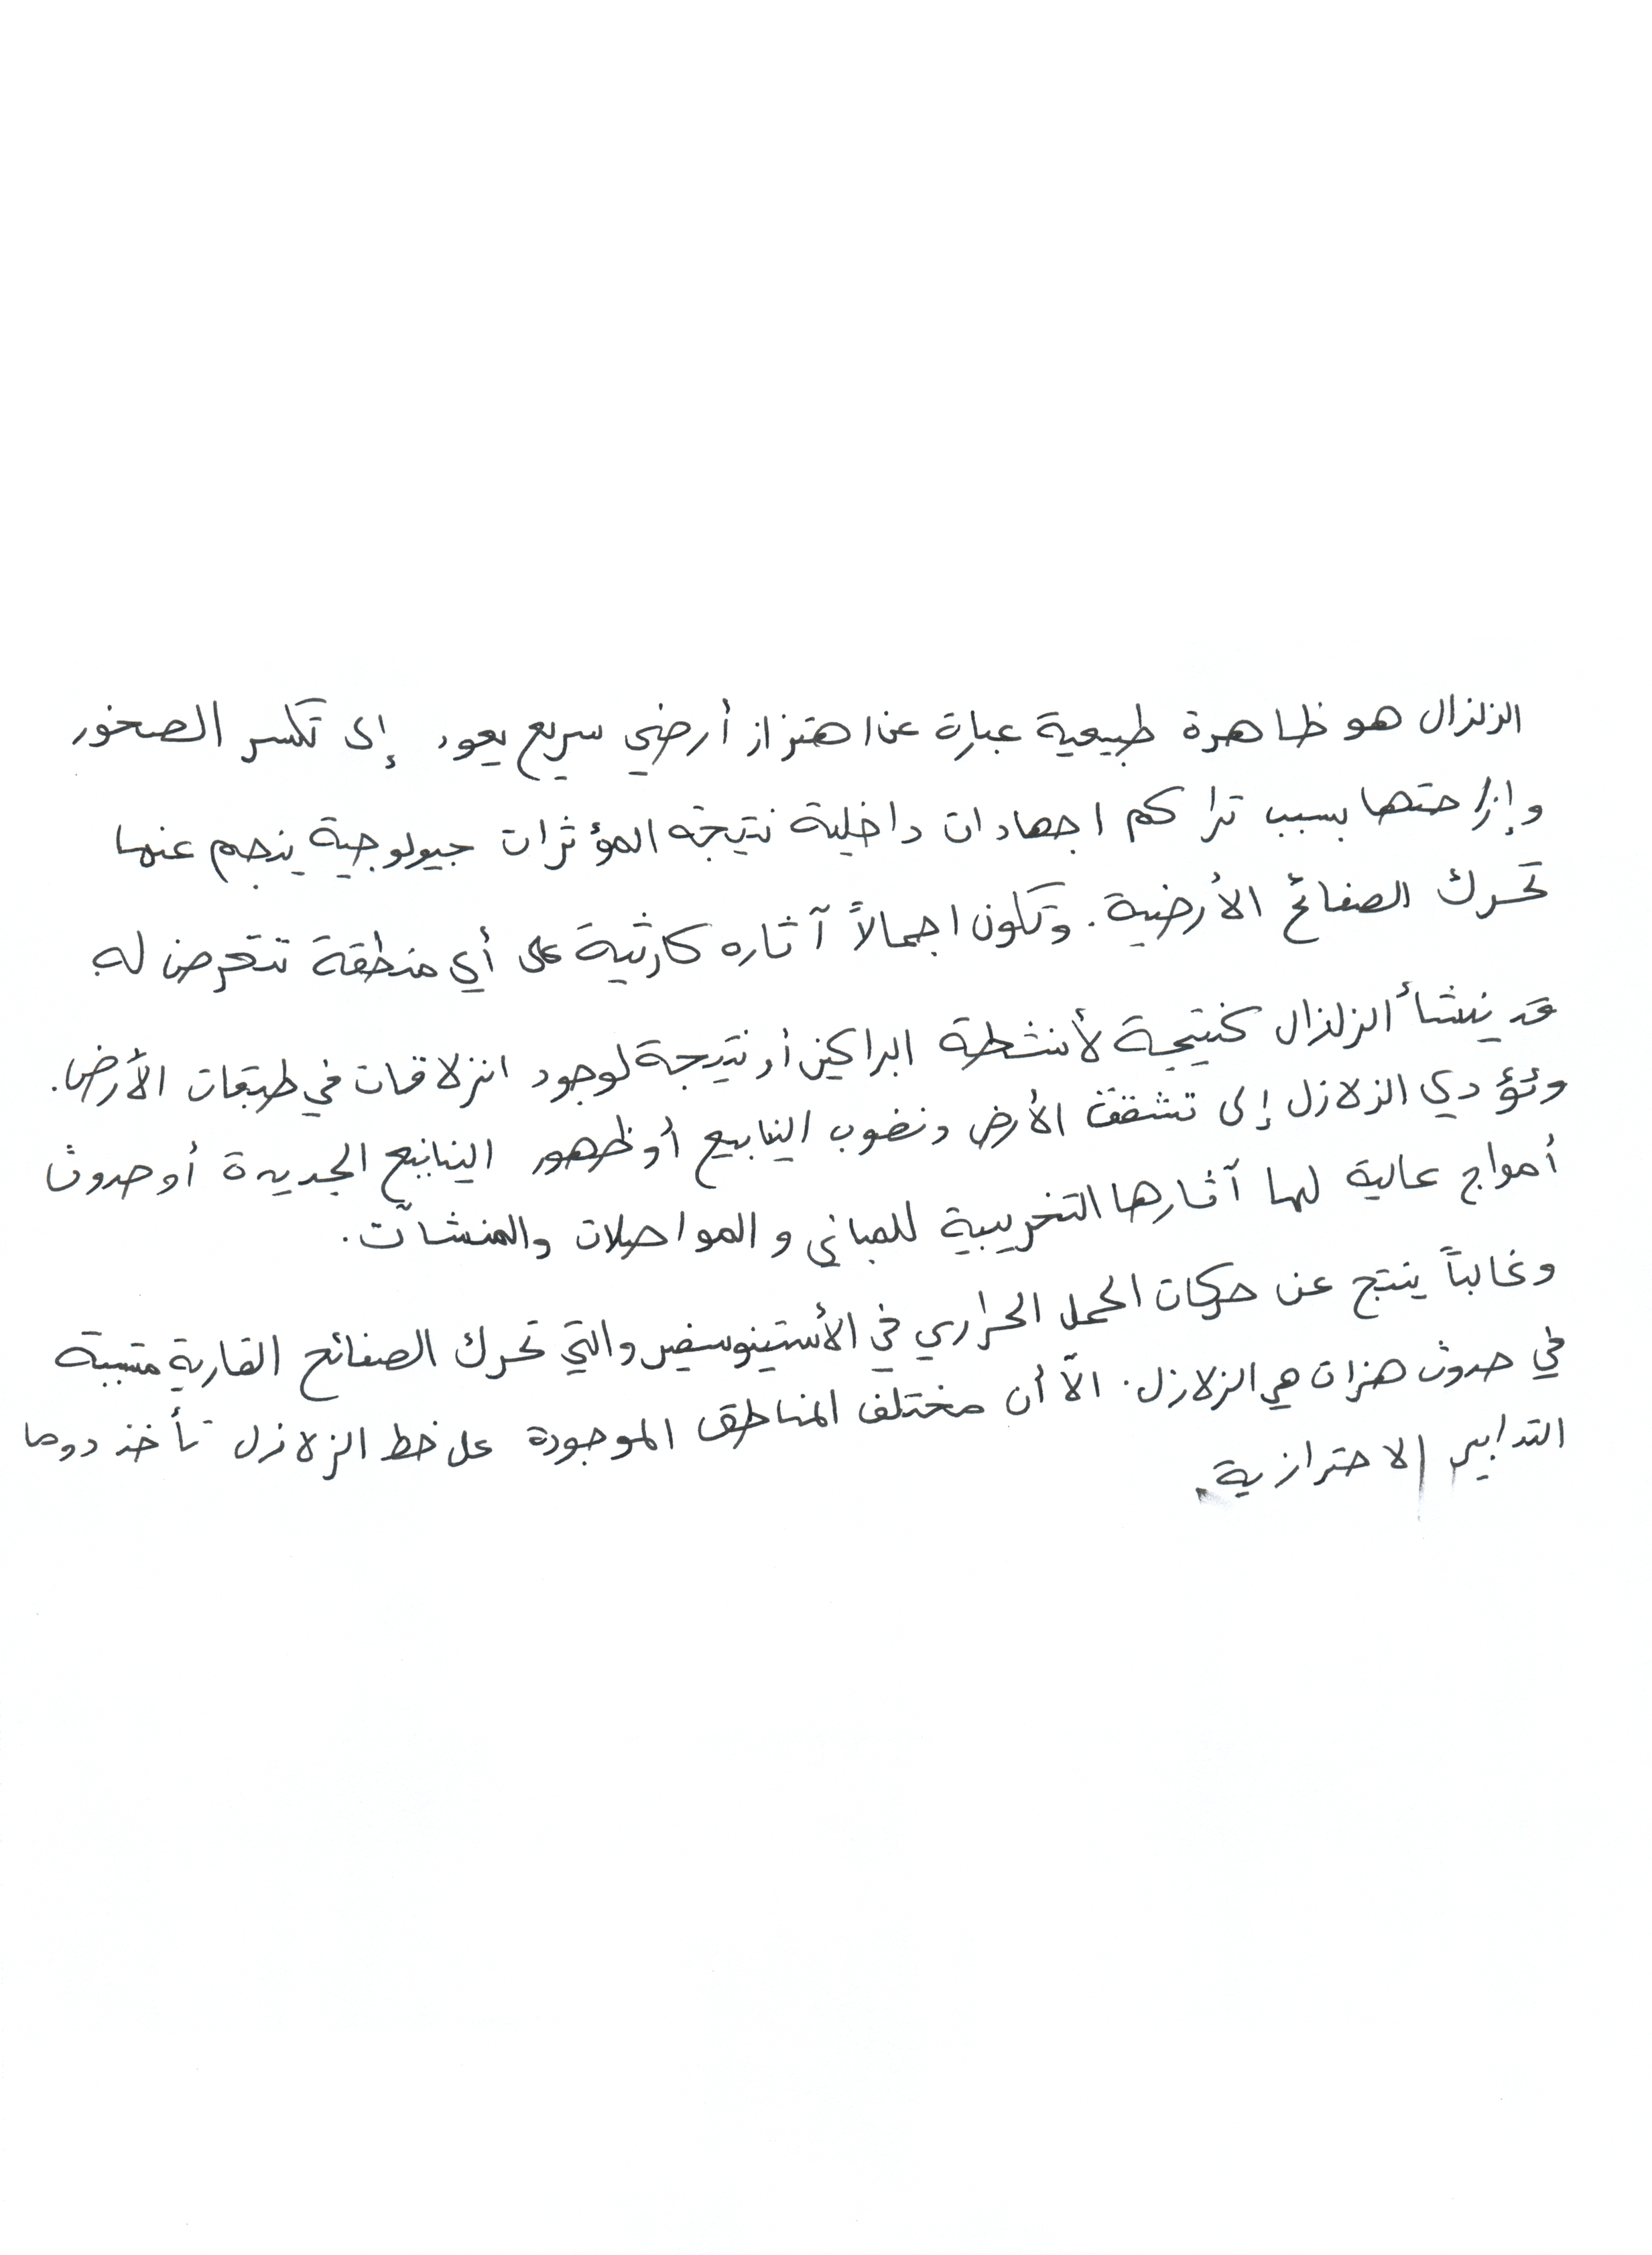 الزلزال هو ظاهرة طبيعية عبارة عن اهتزاز أرضي سريع يعود إلى تكسر الصخور
وإزاحتها بسبب تراكم اجهادات داخلية نتيجه المؤثرات جيولوجية ينجم عنها
تحرك الصفائح الأرضية. وتكون اجمالاً آثاره كارثية على أي منطقة تتعرض له
قد ينشأ الزلزال كنتيجة لأنشطة البراكين أو نتيجة لوجود انزلاقات في طبقات الأرض.
وتؤدي الزلازل إلى تشقق الأرض ونضوب الينابيع أو ظهور الينابيع الجديدة أو حدوث
أمواج عالية لها آثارها التخريبية للمباني و المواصلات والمنشآت.
وغالباً ينتج عن حركات الحمل الحراري في الأستينوسفير والتي تحرك الصفائح القارية متسببة
في حدوث هزات هي الزلازل. الاّ أن مختلف المناطق الموجودة على خط الزلازل تأخذ دوما
التدابير الاحترازية.